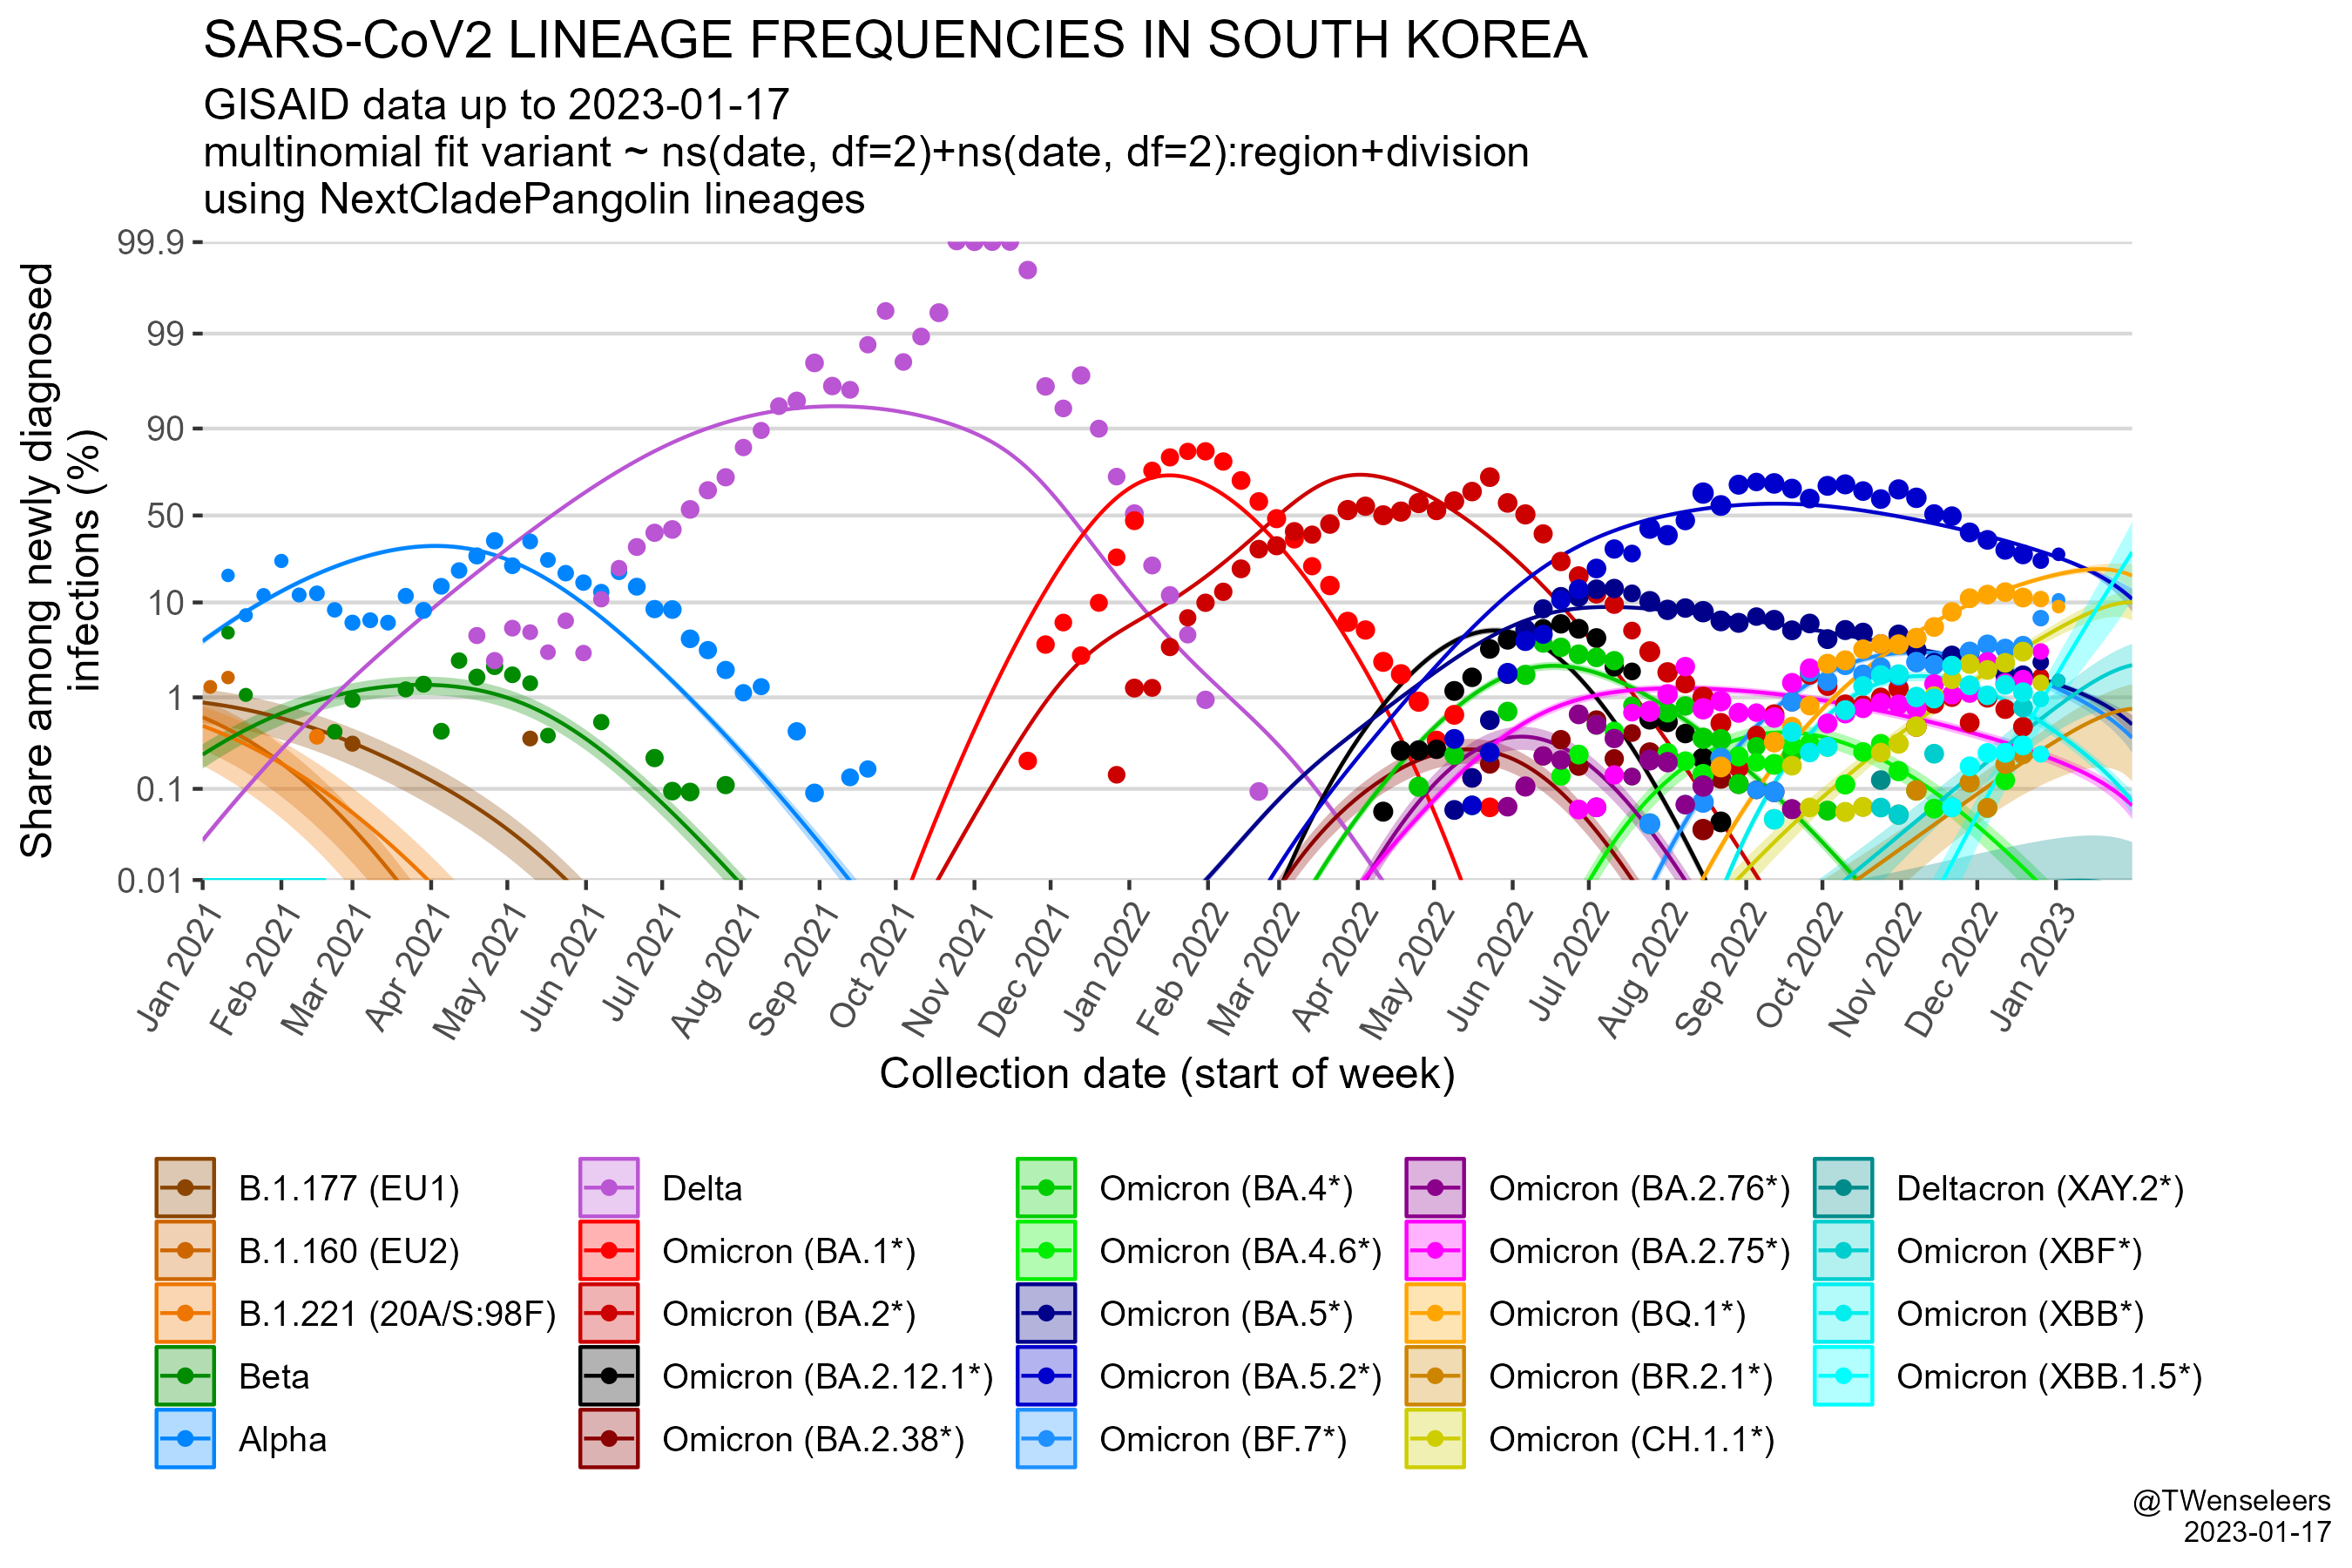 SARS-CoV2 LINEAGE FREQUENCIES IN SOUTH KOREA
GISAID data up to 2023-01-17
multinomial fit variant ~ ns(date, df=2)+ns(date, df=2):region+division
using NextCladePangolin lineages
Share among newly diagnosed
infections (%)
99.9
99
90
50
10
1
0.1
0.01
Jan 2021
Feb 2021
Mar 2021
Apr 2021
May 2021
Jun 2021
Jul 2021
Aug 2021
Sep 2021
Oct 2021
Nov 2021
Dec 2021
Jan 2022
Feb 2022
Mar 2022
Apr 2022
May 2022
Jun 2022
Jul 2022
Aug 2022
Sep 2022
Oct 2022
Nov 2022
Dec 2022
Jan 2023
Collection date (start of week)
B.1.177 (EU1)
B.1.160 (EU2)
B.1.221 (20A/S:98F)
Beta
Alpha
Delta
Omicron (BA.1*)
Omicron (BA.2*)
Omicron (BA.2.12.1*)
Omicron (BA.2.38*)
Omicron (BA.4*)
Omicron (BA.4.6*)
Omicron (BA.5*)
Omicron (BA.5.2*)
Omicron (BF.7*)
Omicron (BA.2.76*)
Omicron (BA.2.75*)
Omicron (BQ.1*)
Omicron (BR.2.1*)
Omicron (CH.1.1*)
Deltacron (XAY.2*)
Omicron (XBF*)
Omicron (XBB*)
Omicron (XBB.1.5*)
@TWenseleers
2023-01-17